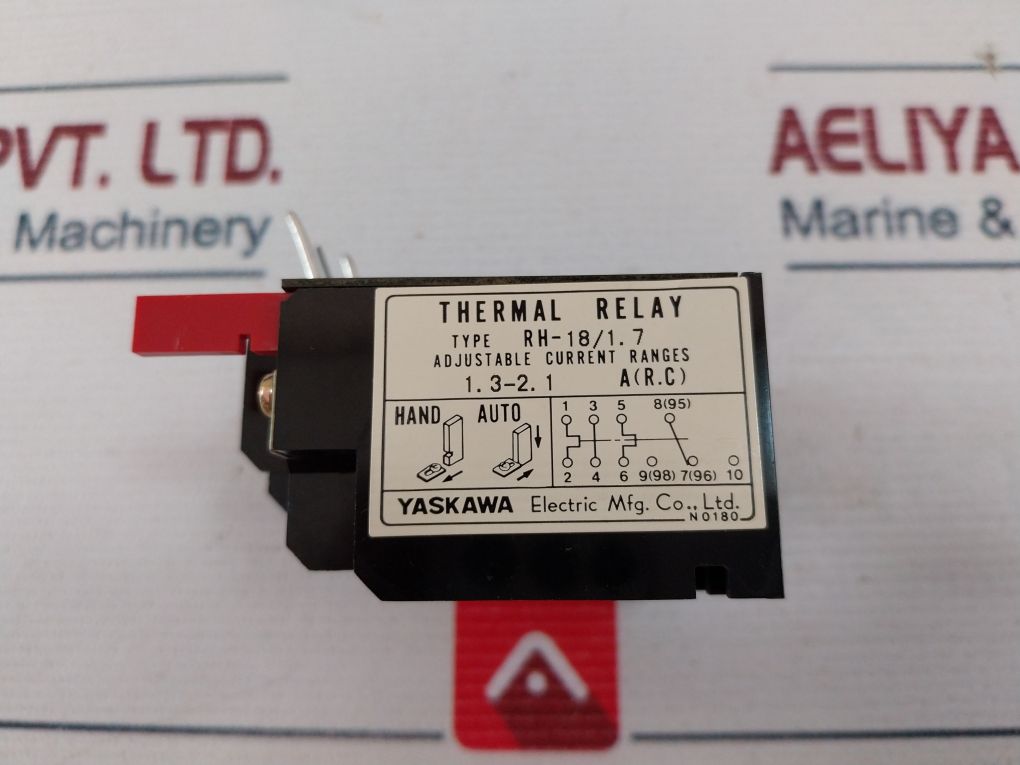 PVT. LTD.
Machinery
AELIYA
Marine &
THERMAL RELAY
TYPE RH-18/1.7
ADJUSTABLE CURRENT RANGES
1.3-2.1 A(R.C)
HAND AUTO
1 3 5 8(95)
2 4 6 9(98) 7(96) 10
YASKAWA Electric Mfg. Co., Ltd.
N0180